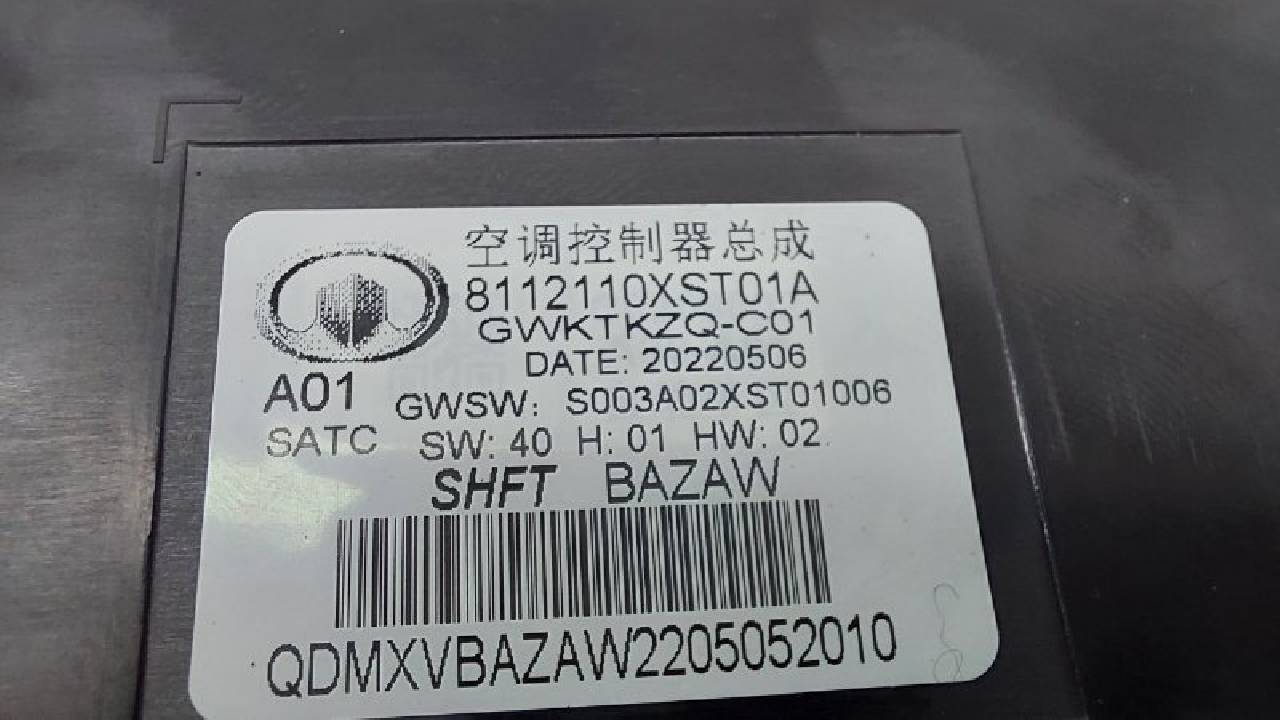 空调控制器总成
8112110XST01A
GWKTKZQ-C01
DATE: 20220506
A01 GWSW: S003A02XST01006
SATC SW: 40 H: 01 HW: 02
SHFT BAZAW
QDMXVBAZAW2205052010